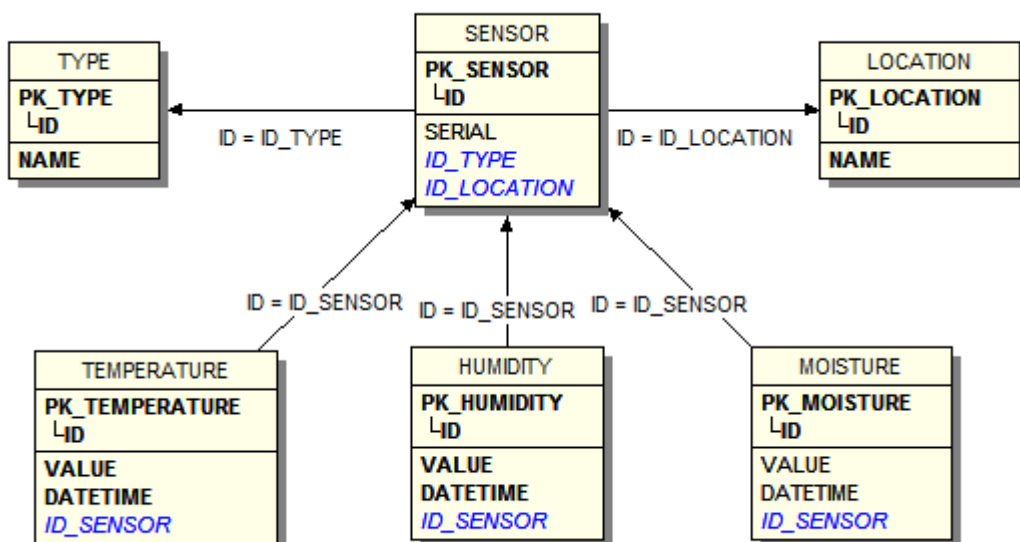 SENSOR
PK_SENSOR
└ID
SERIAL
ID_TYPE
ID_LOCATION
TYPE
PK_TYPE
└ID
NAME
ID = ID_TYPE
LOCATION
PK_LOCATION
└ID
NAME
ID = ID_LOCATION
ID = ID_SENSOR
ID = ID_SENSOR
ID = ID_SENSOR
TEMPERATURE
PK_TEMPERATURE
└ID
VALUE
DATETIME
ID_SENSOR
HUMIDITY
PK_HUMIDITY
└ID
VALUE
DATETIME
ID_SENSOR
MOISTURE
PK_MOISTURE
└ID
VALUE
DATETIME
ID_SENSOR